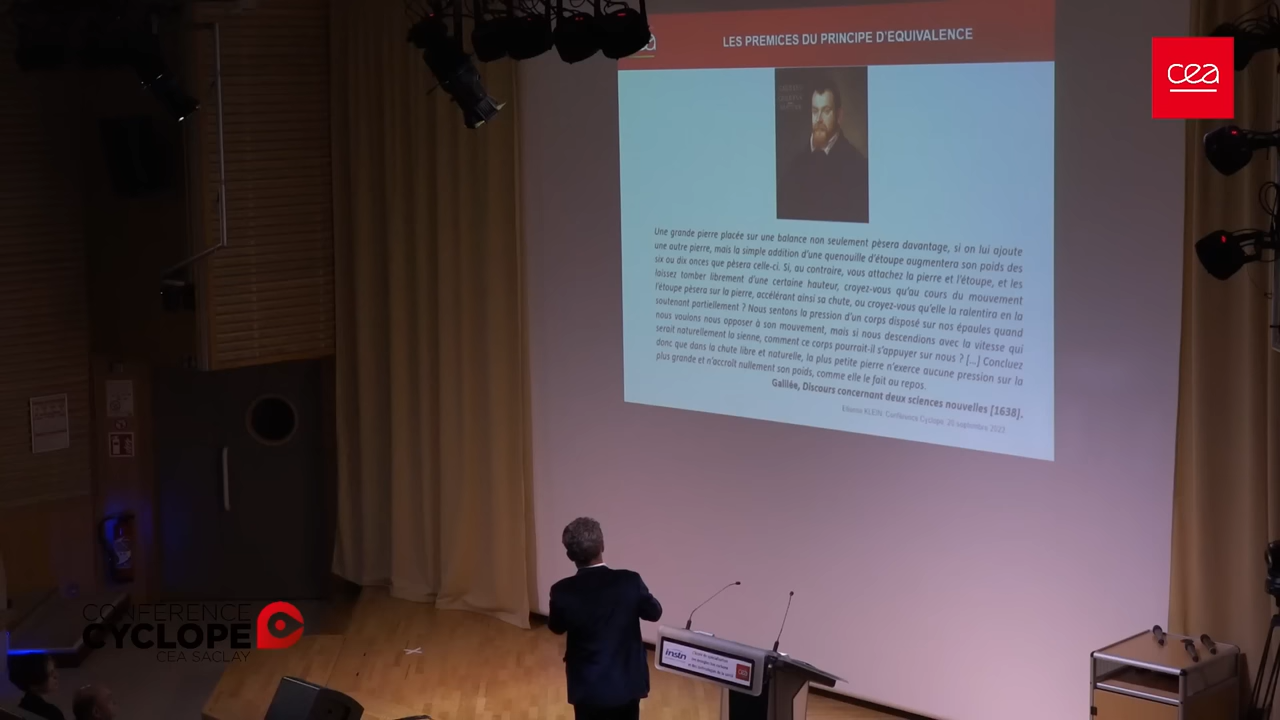 LES PREMICES DU PRINCIPE D'EQUIVALENCE
cea
Une grande pierre placée sur une balance non seulement pèsera davantage, si on lui ajoute
une autre pierre, mais la simple addition d'une quenouille d'étoupe augmentera son poids des
six ou dix onces que pèsera celle-ci. Si, au contraire, vous attachez la pierre et l'étoupe, et les
laissez tomber librement d'une certaine hauteur, croyez-vous qu'au cours du mouvement
l'étoupe pèsera sur la pierre, accélérant ainsi sa chute, ou croyez-vous qu'elle la ralentira en la
soutenant partiellement ? Nous sentons la pression d'un corps disposé sur nos épaules quand
nous voulons nous opposer à son mouvement, mais si nous descendions avec la vitesse qui
serait naturellement la sienne, comment ce corps pourrait-il s'appuyer sur nous ? [...] Concluez
donc que dans la chute libre et naturelle, la plus petite pierre n'exerce aucune pression sur la
plus grande et n'accroît nullement son poids, comme elle le fait au repos.
Galilée, Discours concernant deux sciences nouvelles [1638].
Etienne KLEIN, Conférence Cyclope, 20 septembre 2022
CONFÉRENCE
CYCLOPE
CEA SACLAY
instn